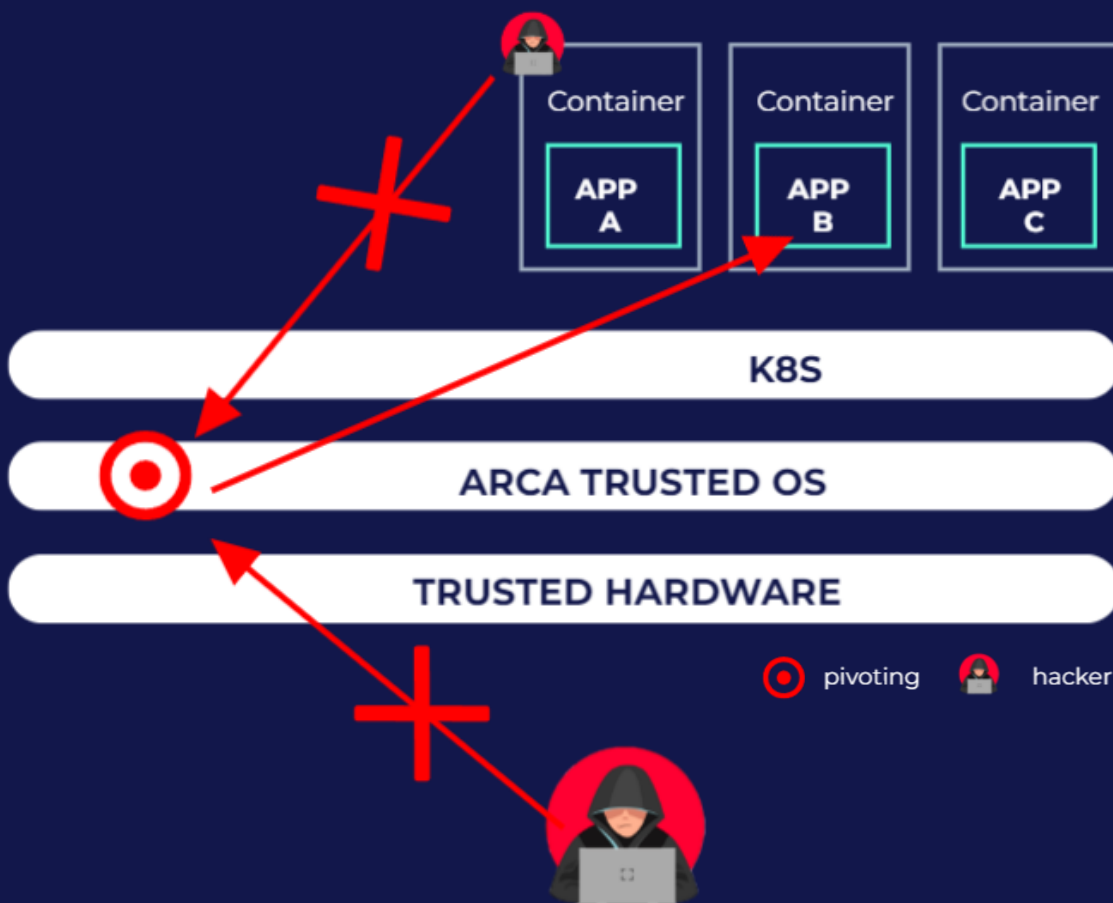 Container
Container
Container
APP
A
APP
B
APP
C
K8S
ARCA TRUSTED OS
TRUSTED HARDWARE
pivoting
hacker